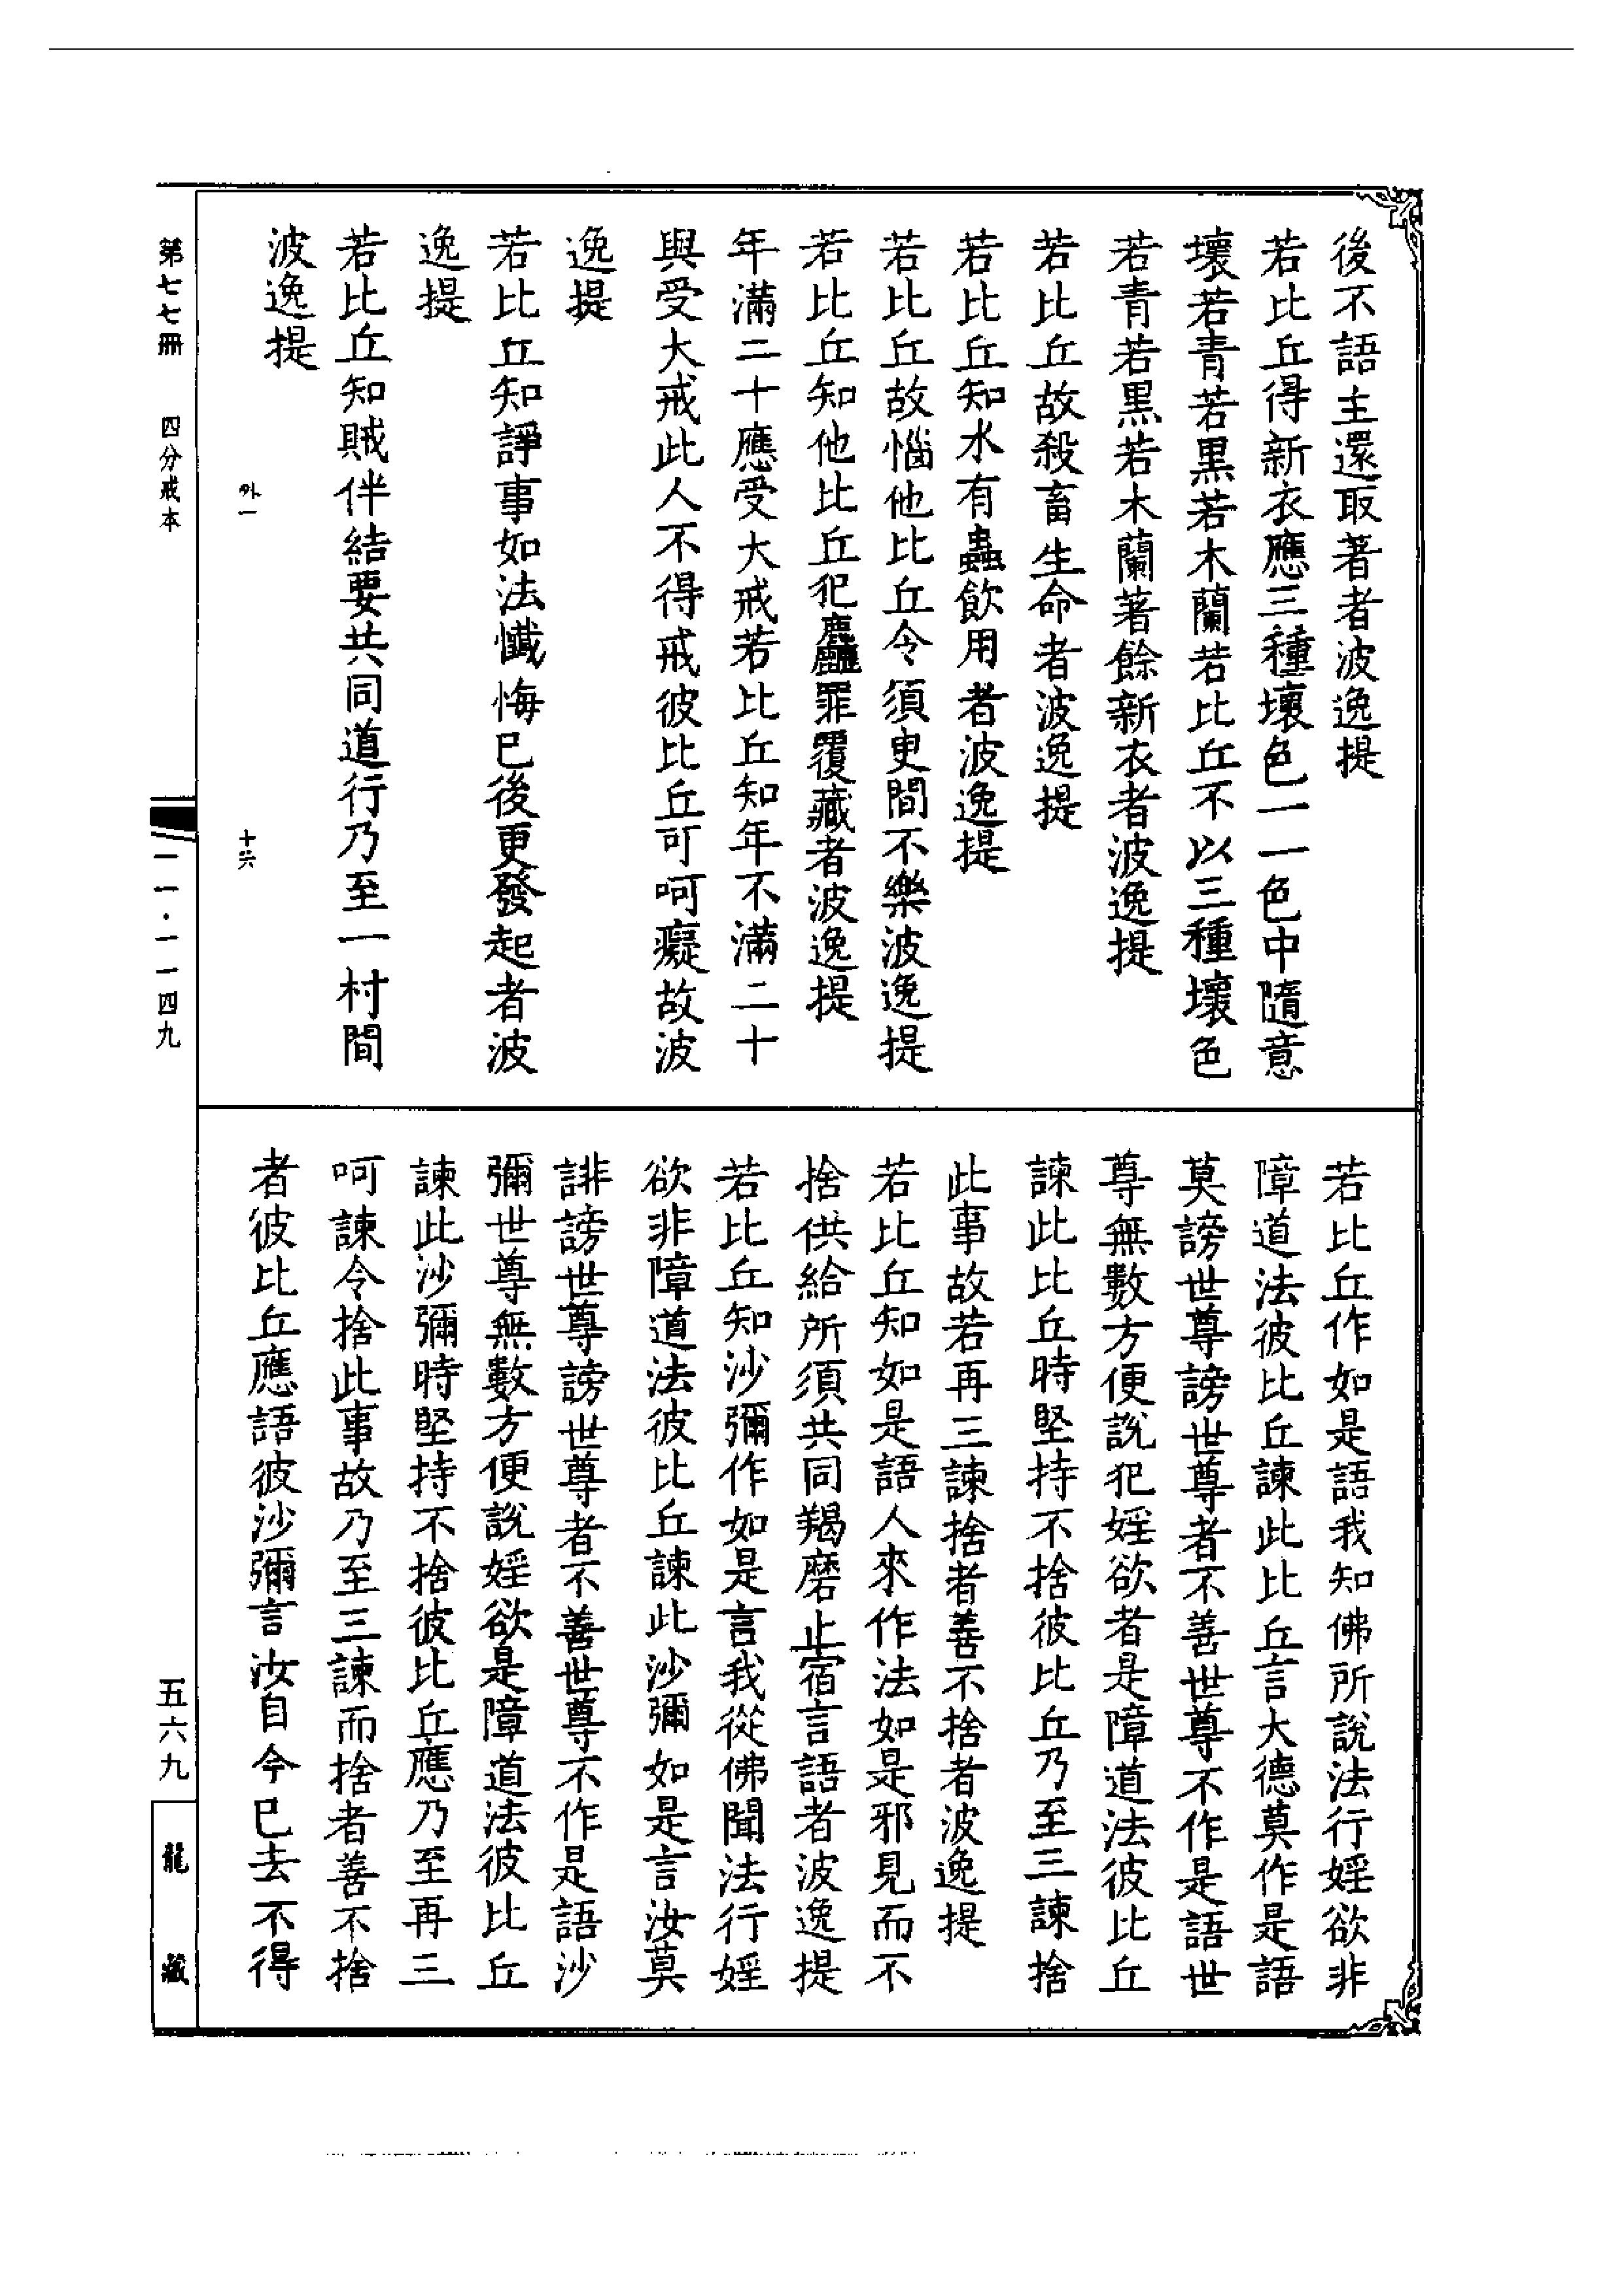 後不語主還取著者波逸提
若比丘得新衣應三種壞色一一色中隨意
壞若青若黑若木蘭若比丘不以三種壞色
若青若黑若木蘭著餘新衣者波逸提
若比丘故殺畜生命者波逸提
若比丘知水有蟲飲用者波逸提
若比丘故惱他比丘令須臾間不樂波逸提
若比丘知他比丘犯麤罪覆藏者波逸提
年滿二十應受大戒若比丘知年不滿二十
與受大戒此人不得戒彼比丘可呵癡故波
逸提
若比丘知諍事如法懺悔已後更發起者波
逸提
若比丘知賊伴結要共同道行乃至一村間
波逸提
外一
十六
若比丘作如是語我知佛所說法行婬欲非
障道法彼比丘諫此比丘言大德莫作是語
莫謗世尊謗世尊者不善世尊不作是語世
尊無數方便說犯婬欲者是障道法彼比丘
諫此比丘時堅持不捨彼比丘乃至三諫捨
此事故若再三諫捨者善不捨者波逸提
若比丘知如是語人未作法如是邪見而不
捨供給所須共同羯磨止宿言語者波逸提
若比丘知沙彌作如是言我從佛聞法行婬
欲非障道法彼比丘諫此沙彌如是言汝莫
誹謗世尊謗世尊者不善世尊不作是語沙
彌世尊無數方便說婬欲是障道法彼比丘
諫此沙彌時堅持不捨彼比丘應乃至再三
呵諫令捨此事故乃至三諫而捨者善不捨
者彼比丘應語彼沙彌言汝自今已去不得
第七七冊
四分戒本
一一·一一四九
五六九
龍藏